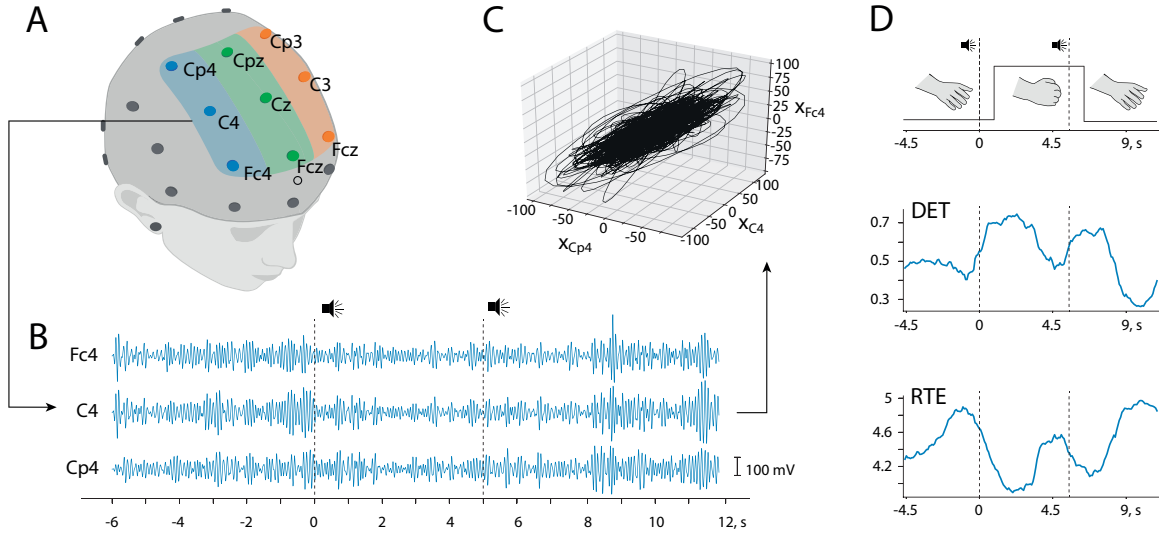 A
Cp3
Cpz
Cp4
C3
Cz
C4
Fcz
Fcz
Fc4
B
Fc4
C4
Cp4
100 mV
-6 -4 -2 0 2 4 6 8 10 12, s
C
100
75
50
25
0
-25
-50
-75
xFc4
100
50
0
-50
-100
xC4
-100 -50 0 -50 -100
xCp4
D
-4.5 0 4.5 9, s
DET
0.7
0.5
0.3
-4.5 0 4.5 9, s
RTE
5
4.6
4.2
-4.5 0 4.5 9, s